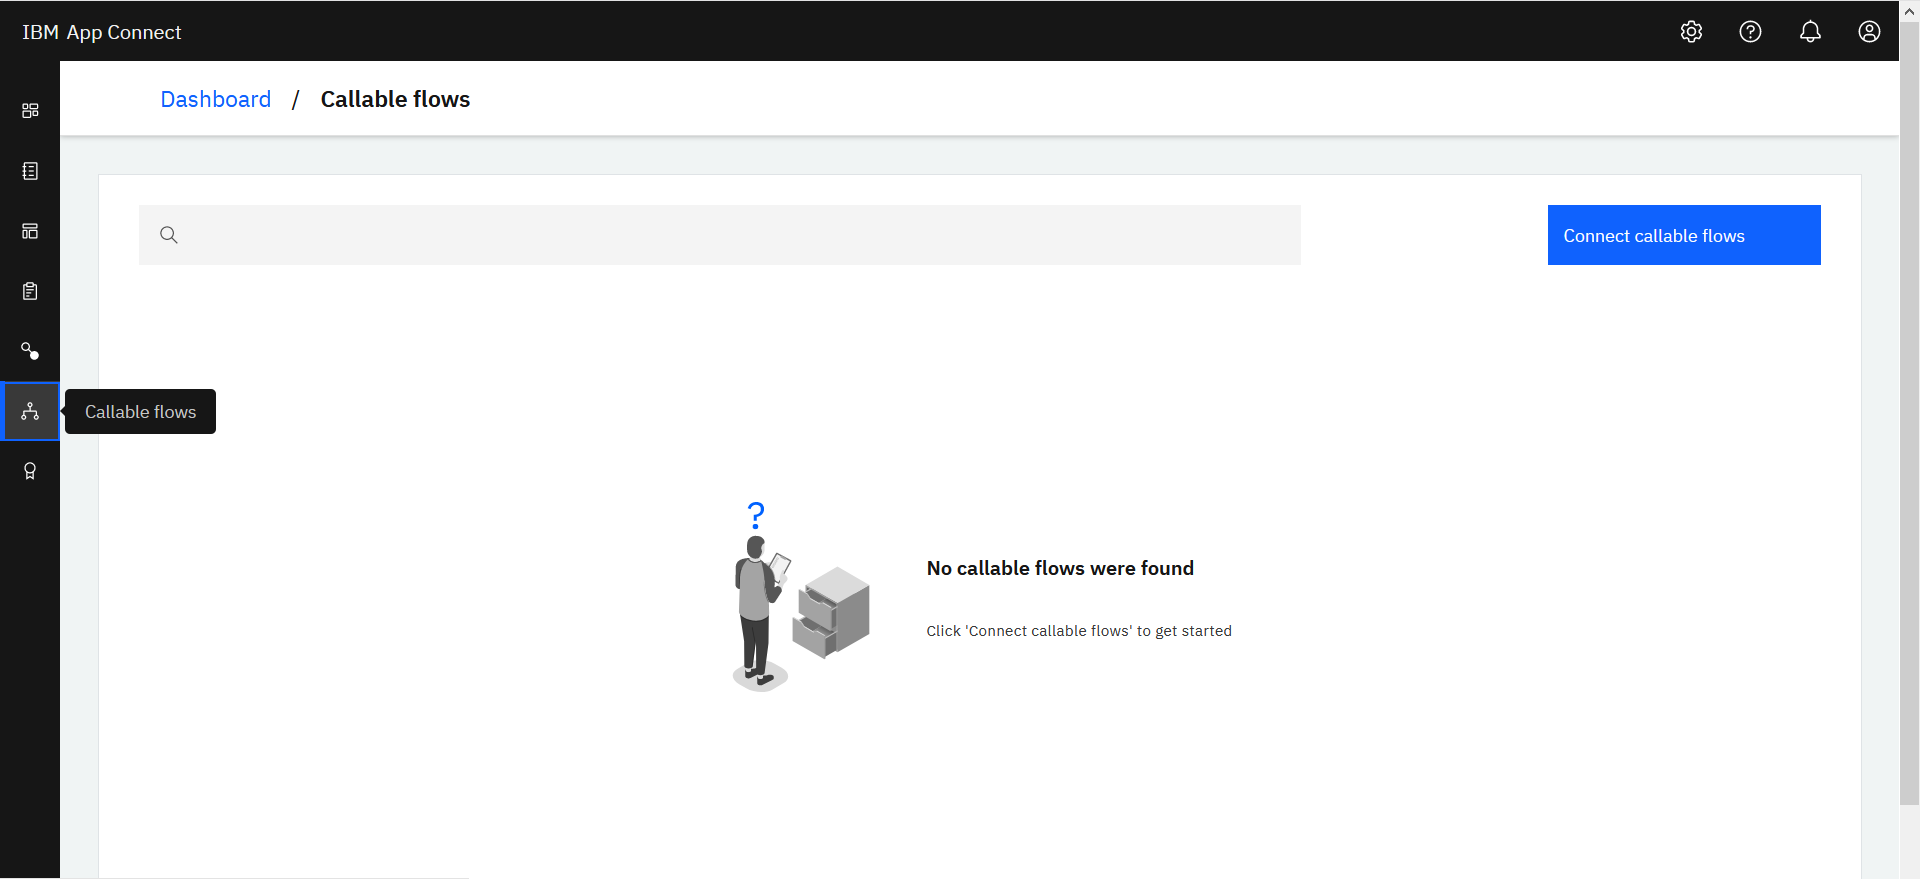 IBM App Connect
Dashboard / Callable flows
Connect callable flows
Callable flows
?
No callable flows were found
Click 'Connect callable flows' to get started